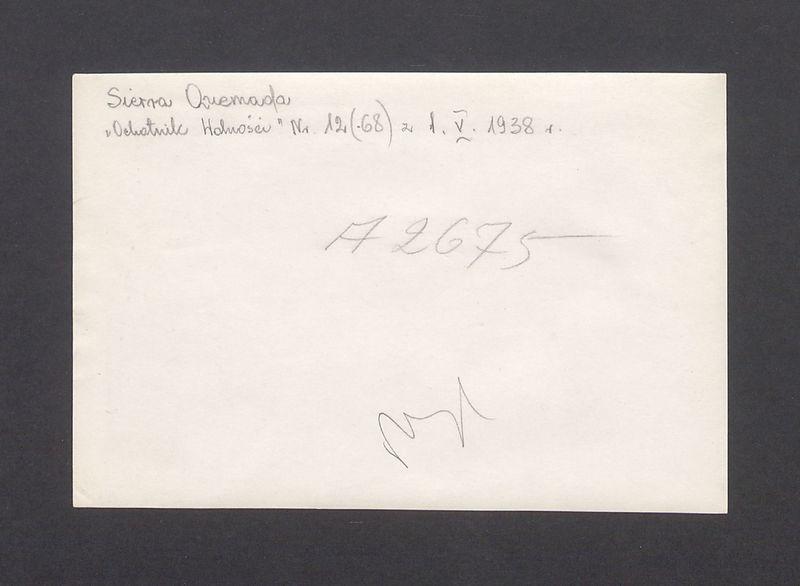 Sierra Quemada
„Ochotnik Wolności” Nr. 12(68) z 1. V. 1938 r.
A 2675